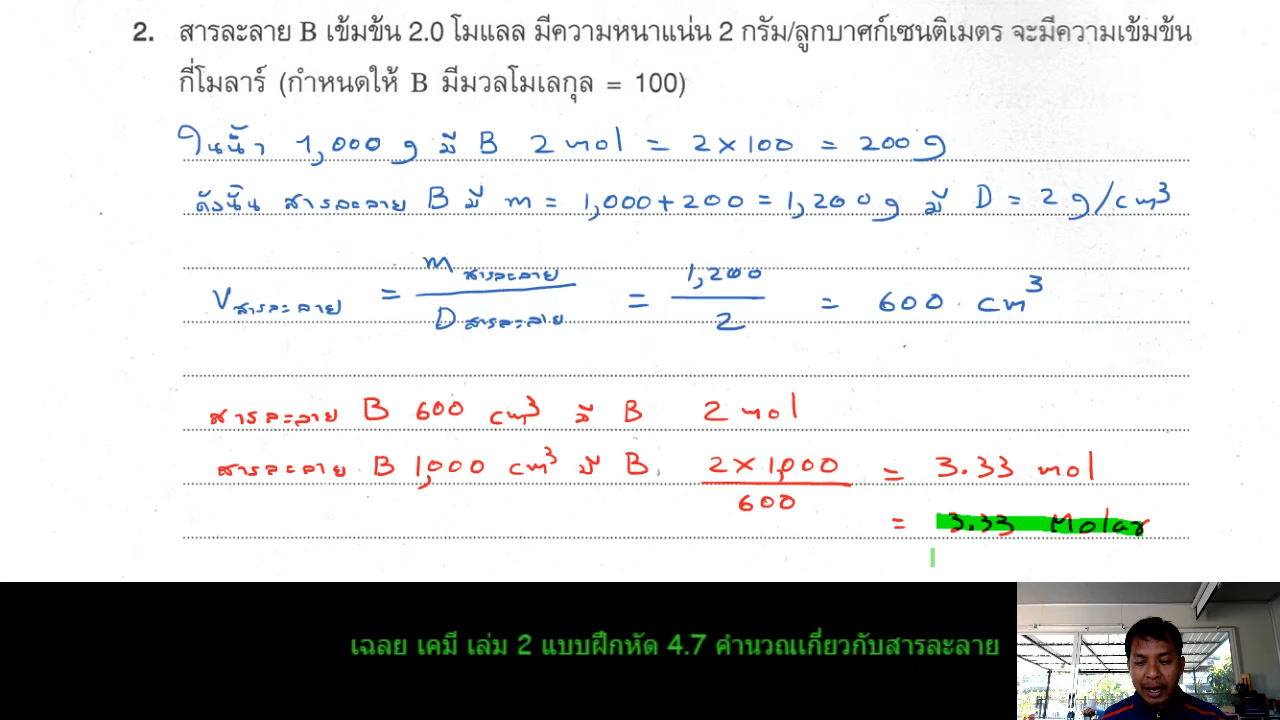 2. สารละลาย B เข้มข้น 2.0 โมแลล มีความหนาแน่น 2 กรัม/ลูกบาศก์เซนติเมตร จะมีความเข้มข้น
กี่โมลาร์ (กำหนดให้ B มีมวลโมเลกุล = 100)
ในน้ำ 1,000 g มี B 2 mol = 2 × 100 = 200 g
ดังนั้น สารละลาย B มี m = 1,000 + 200 = 1,200 g มี D = 2 g/cm³
V สารละลาย = m สารละลาย / D สารละลาย = 1,200 / 2 = 600 cm³
สารละลาย B 600 cm³ มี B 2 mol
สารละลาย B 1,000 cm³ มี B 2 × 1,000 / 600 = 3.33 mol
= 3.33 Molar
เฉลย เคมี เล่ม 2 แบบฝึกหัด 4.7 คำนวณเกี่ยวกับสารละลาย